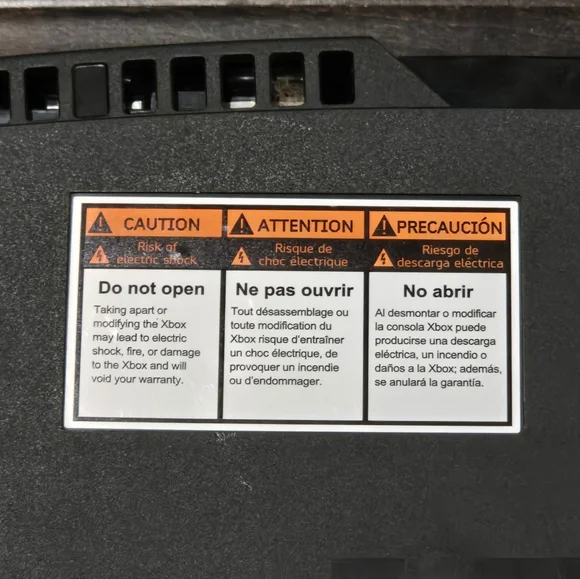 CAUTION
Risk of
electric shock
Do not open
Taking apart or
modifying the Xbox
may lead to electric
shock, fire, or damage
to the Xbox and will
void your warranty.
ATTENTION
Risque de
choc électrique
Ne pas ouvrir
Tout désassemblage ou
toute modification du
Xbox risque d'entraîner
un choc électrique, de
provoquer un incendie
ou d'endommager.
PRECAUCIÓN
Riesgo de
descarga eléctrica
No abrir
Al desmontar o modificar
la consola Xbox puede
producirse una descarga
eléctrica, un incendio o
daños a la Xbox; además,
se anulará la garantía.